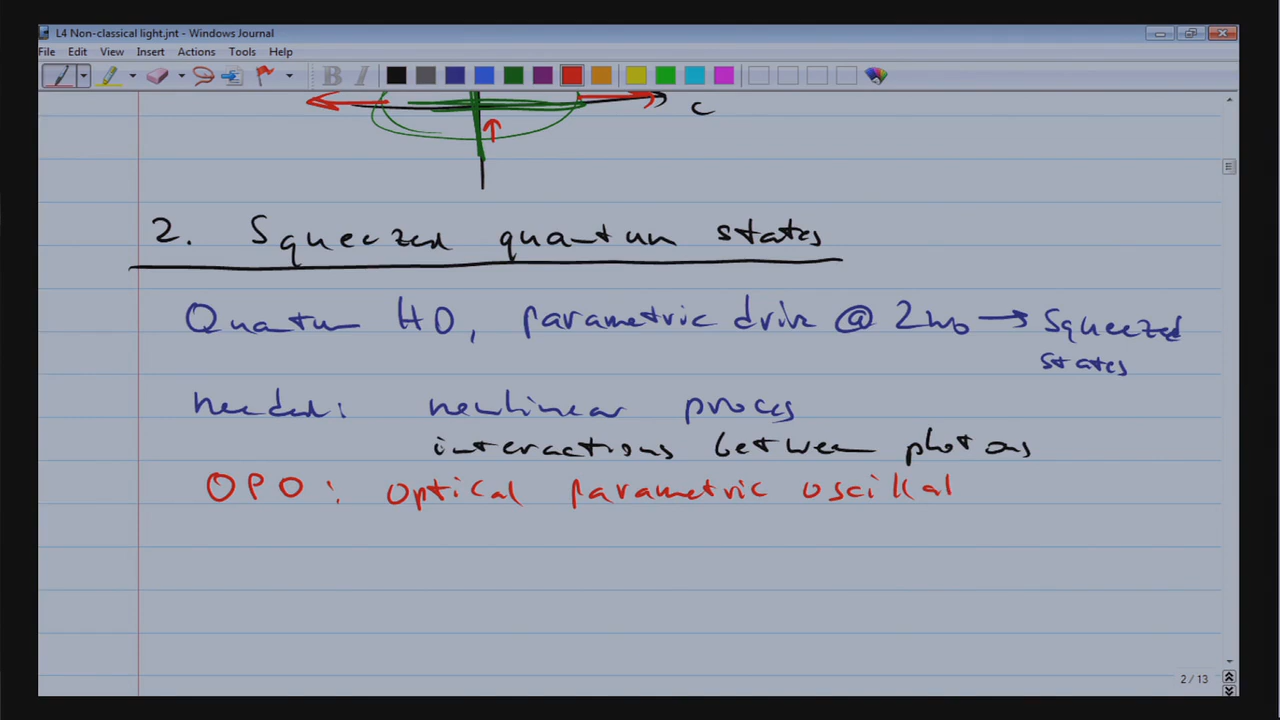 L4 Non-classical light.jnt - Windows Journal
File Edit View Insert Actions Tools Help
B I
C
2. Squeezed quantum states
Quantum HO, parametric drive @ 2ω₀ → Squeezed
states
needed: nonlinear proces
interactions between photons
OPO: optical parametric oscillat
2 / 13